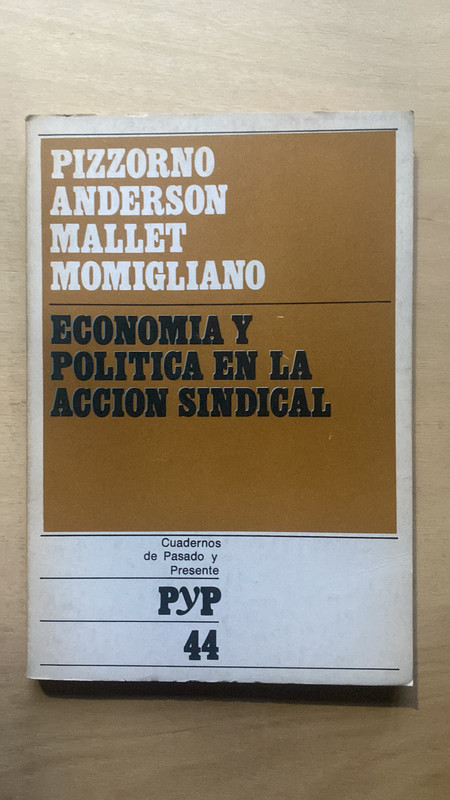 PIZZORNO
ANDERSON
MALLET
MOMIGLIANO
ECONOMIA Y
POLITICA EN LA
ACCION SINDICAL
Cuadernos
de Pasado y
Presente
PYP
44